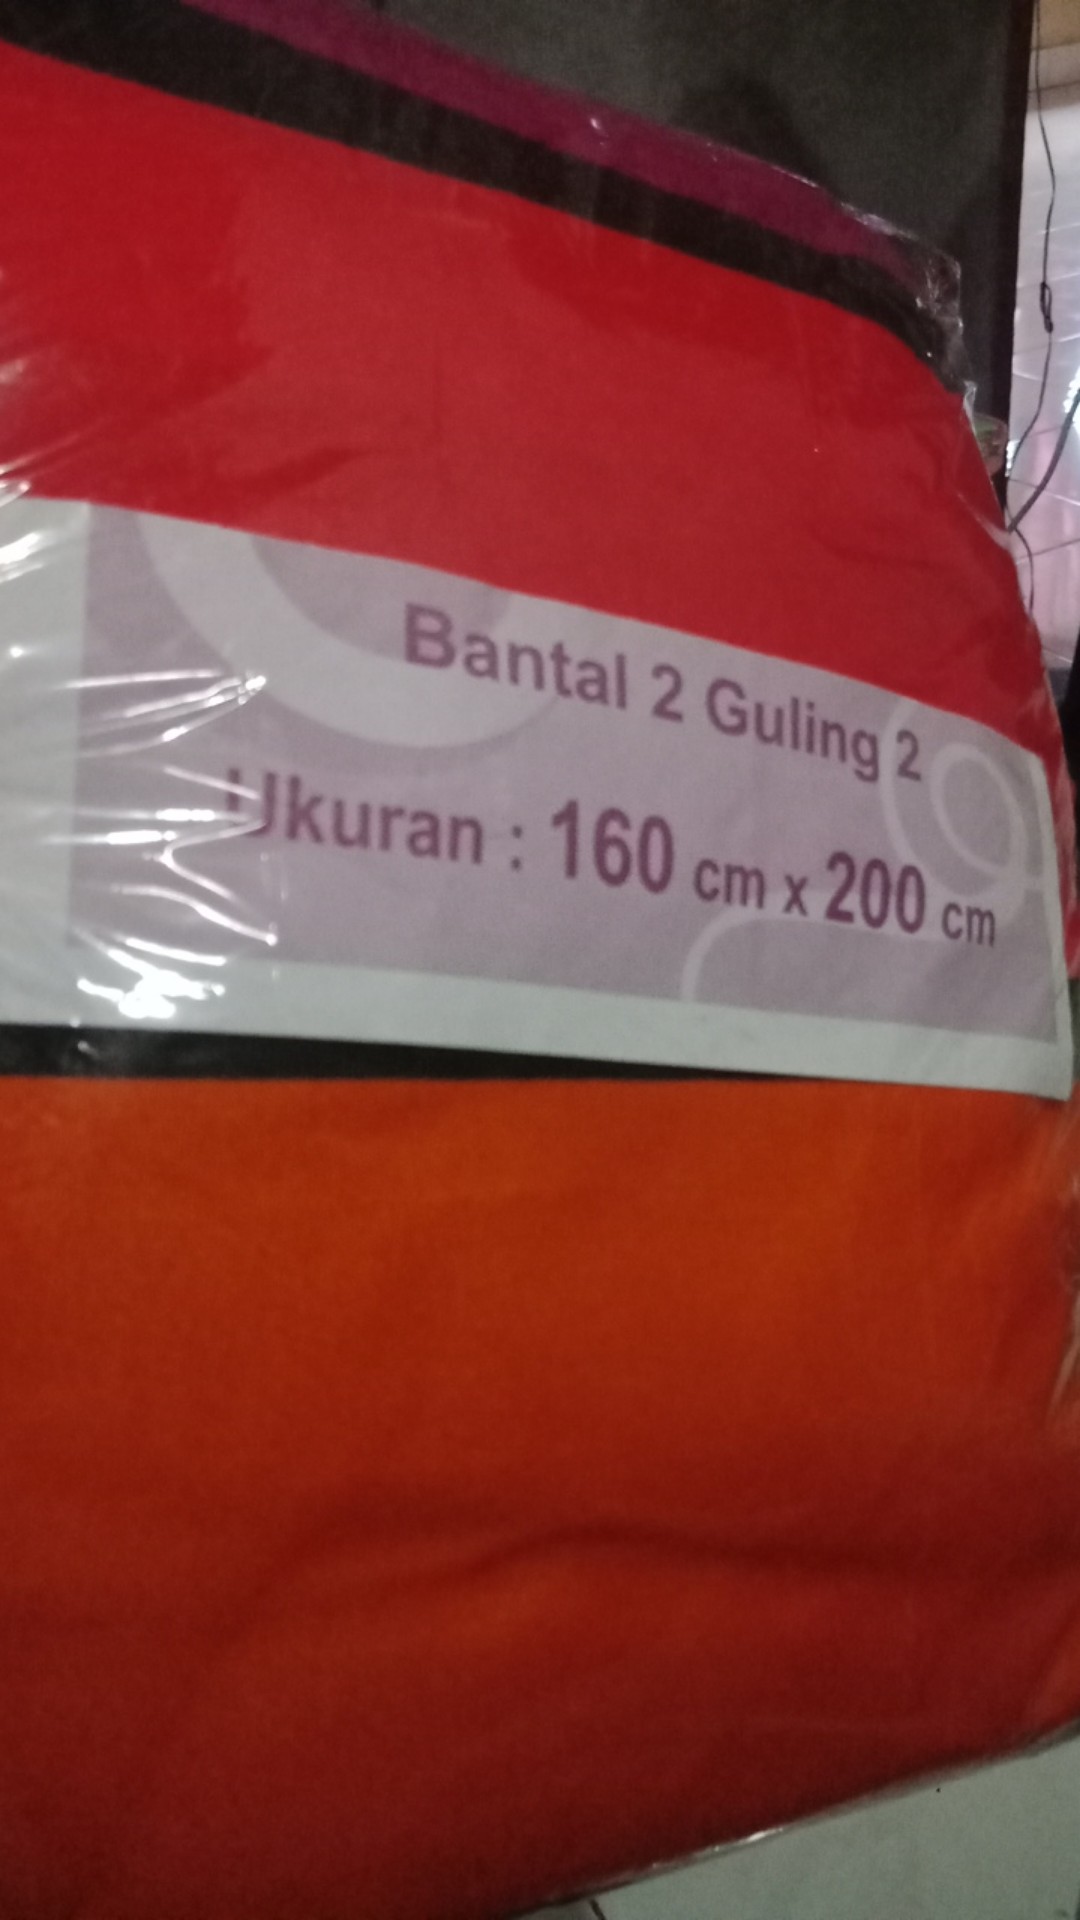 Bantal 2 Guling 2
Ukuran : 160 cm x 200 cm